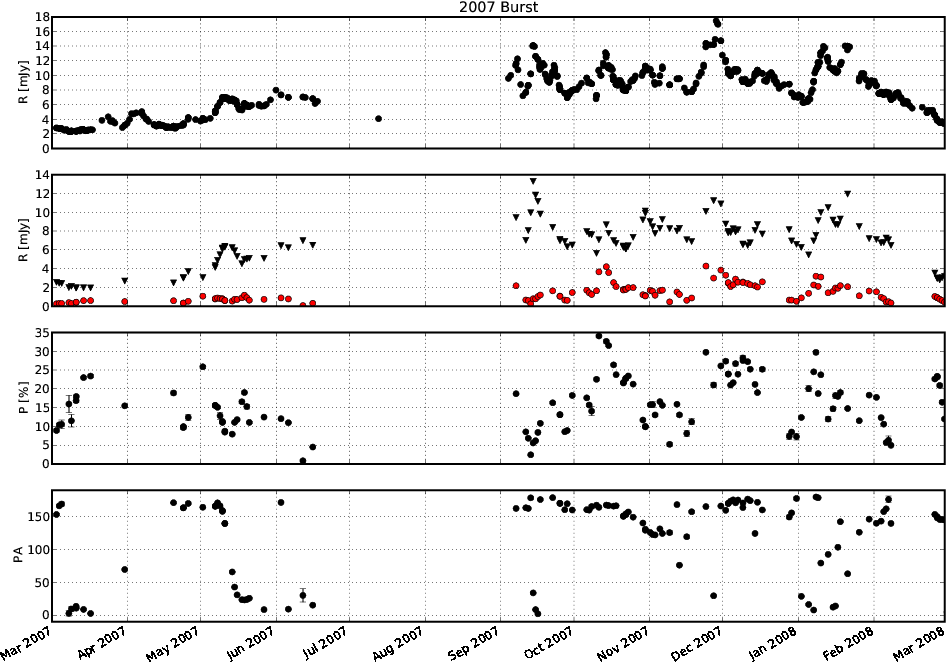 2007 Burst
18
16
14
12
10
8
6
4
2
0
R [mJy]
14
12
10
8
6
4
2
0
R [mJy]
35
30
25
20
15
10
5
0
P [%]
150
100
50
0
PA
Mar 2007
Apr 2007
May 2007
Jun 2007
Jul 2007
Aug 2007
Sep 2007
Oct 2007
Nov 2007
Dec 2007
Jan 2008
Feb 2008
Mar 2008